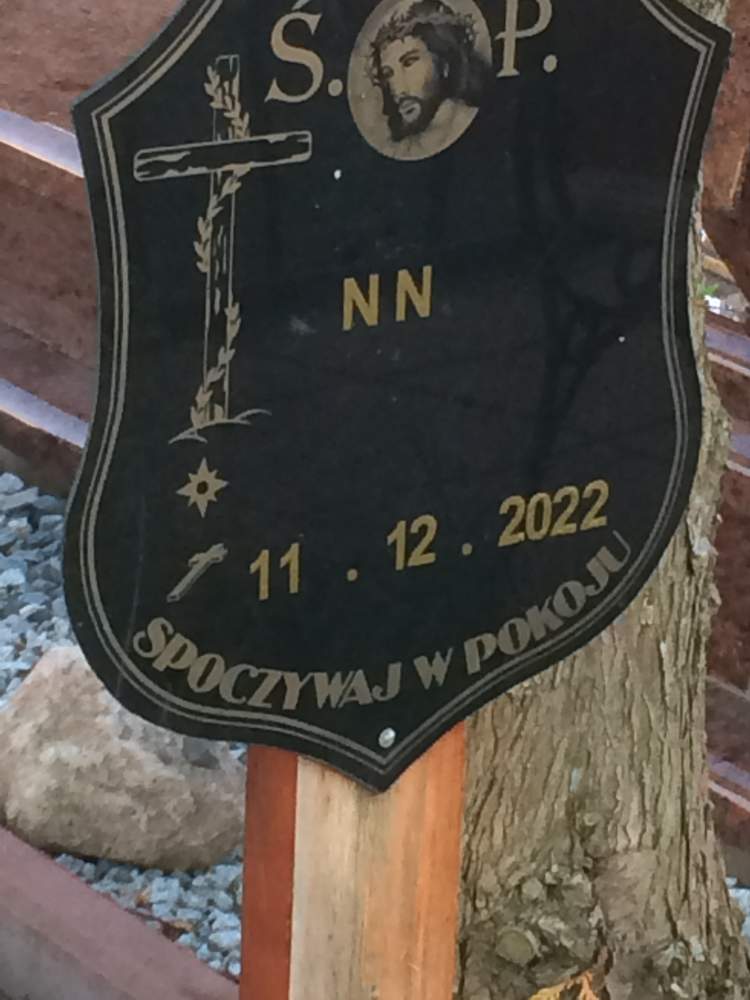 Ś. P.
NN
11 . 12 . 2022
SPOCZYWAJ W POKOJU